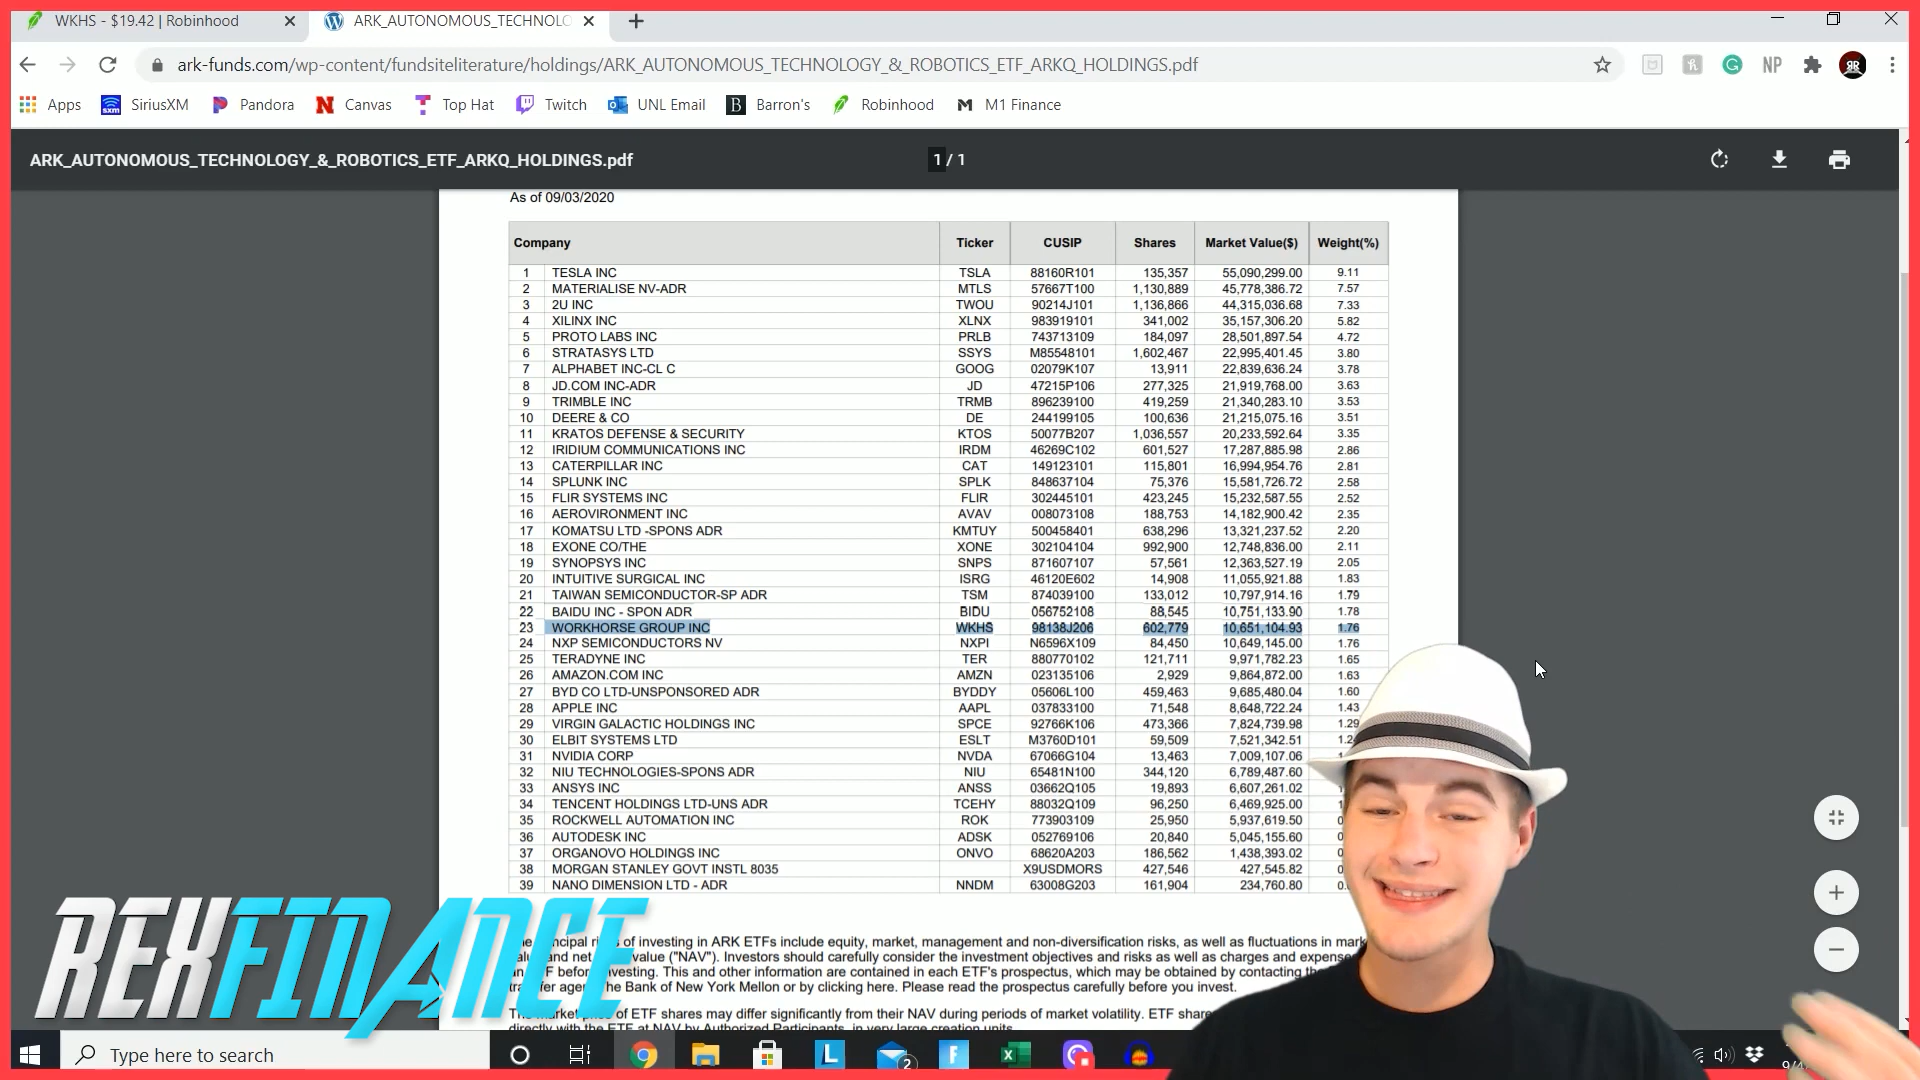 WKHS - $19.42 | Robinhood
ARK_AUTONOMOUS_TECHNOLO
ark-funds.com/wp-content/fundsiteliterature/holdings/ARK_AUTONOMOUS_TECHNOLOGY_&_ROBOTICS_ETF_ARKQ_HOLDINGS.pdf
NP
Apps SiriusXM Pandora Canvas Top Hat Twitch UNL Email Barron's Robinhood M1 Finance
ARK_AUTONOMOUS_TECHNOLOGY_&_ROBOTICS_ETF_ARKQ_HOLDINGS.pdf 1 / 1
As of 09/03/2020
Company Ticker CUSIP Shares Market Value($) Weight(%)
1 TESLA INC TSLA 88160R101 135,357 55,090,299.00 9.11
2 MATERIALISE NV-ADR MTLS 57667T100 1,130,889 45,778,386.72 7.57
3 2U INC TWOU 90214J101 1,136,866 44,315,036.68 7.33
4 XILINX INC XLNX 983919101 341,002 35,157,306.20 5.82
5 PROTO LABS INC PRLB 743713109 184,097 28,501,897.54 4.72
6 STRATASYS LTD SSYS M85548101 1,602,467 22,995,401.45 3.80
7 ALPHABET INC-CL C GOOG 02079K107 13,911 22,839,636.24 3.78
8 JD.COM INC-ADR JD 47215P106 277,325 21,919,768.00 3.63
9 TRIMBLE INC TRMB 896239100 419,259 21,340,283.10 3.53
10 DEERE & CO DE 244199105 100,636 21,215,075.16 3.51
11 KRATOS DEFENSE & SECURITY KTOS 50077B207 1,036,557 20,233,592.64 3.35
12 IRIDIUM COMMUNICATIONS INC IRDM 46269C102 601,527 17,287,885.98 2.86
13 CATERPILLAR INC CAT 149123101 115,801 16,994,954.76 2.81
14 SPLUNK INC SPLK 848637104 75,376 15,581,726.72 2.58
15 FLIR SYSTEMS INC FLIR 302445101 423,245 15,232,587.55 2.52
16 AEROVIRONMENT INC AVAV 008073108 188,753 14,182,900.42 2.35
17 KOMATSU LTD -SPONS ADR KMTUY 500458401 638,296 13,321,237.52 2.20
18 EXONE CO/THE XONE 302104104 992,900 12,748,836.00 2.11
19 SYNOPSYS INC SNPS 871607107 57,561 12,363,527.19 2.05
20 INTUITIVE SURGICAL INC ISRG 46120E602 14,908 11,055,921.88 1.83
21 TAIWAN SEMICONDUCTOR-SP ADR TSM 874039100 133,012 10,797,914.16 1.79
22 BAIDU INC - SPON ADR BIDU 056752108 88,545 10,751,133.90 1.78
23 WORKHORSE GROUP INC WKHS 98138J206 602,779 10,651,104.93 1.76
24 NXP SEMICONDUCTORS NV NXPI N6596X109 84,450 10,649,145.00 1.76
25 TERADYNE INC TER 880770102 121,711 9,971,782.23 1.65
26 AMAZON.COM INC AMZN 023135106 2,929 9,864,872.00 1.63
27 BYD CO LTD-UNSPONSORED ADR BYDDY 05606L100 459,463 9,685,480.04 1.60
28 APPLE INC AAPL 037833100 71,548 8,648,722.24 1.43
29 VIRGIN GALACTIC HOLDINGS INC SPCE 92766K106 473,366 7,824,739.98 1.29
30 ELBIT SYSTEMS LTD ESLT M3760D101 59,509 7,521,342.51
31 NVIDIA CORP NVDA 67066G104 13,463 7,009,107.06
32 NIU TECHNOLOGIES-SPONS ADR NIU 65481N100 344,120 6,789,487.60
33 ANSYS INC ANSS 03662Q105 19,893 6,607,261.02
34 TENCENT HOLDINGS LTD-UNS ADR TCEHY 88032Q109 96,250 6,469,925.00
35 ROCKWELL AUTOMATION INC ROK 773903109 25,950 5,937,619.50
36 AUTODESK INC ADSK 052769106 20,840 5,045,155.60
37 ORGANOVO HOLDINGS INC ONVO 68620A203 186,562 1,438,393.02
38 MORGAN STANLEY GOVT INSTL 8035 X9USDMORS 427,546 427,545.82
39 NANO DIMENSION LTD - ADR NNDM 63008G203 161,904 234,760.80
of investing in ARK ETFs include equity, market, management and non-diversification risks, as well as fluctuations in
and net value ("NAV"). Investors should carefully consider the investment objectives and risks as well as charges and
before investing. This and other information are contained in each ETF's prospectus, which may be obtained by contacting
The Bank of New York Mellon or by clicking here. Please read the prospectus carefully before you invest.
The market of ETF shares may differ significantly from their NAV during periods of market volatility. ETF
directly with the ETF at NAV by Authorized Participants, in very large creation units.
REXFINANCE
Type here to search
2